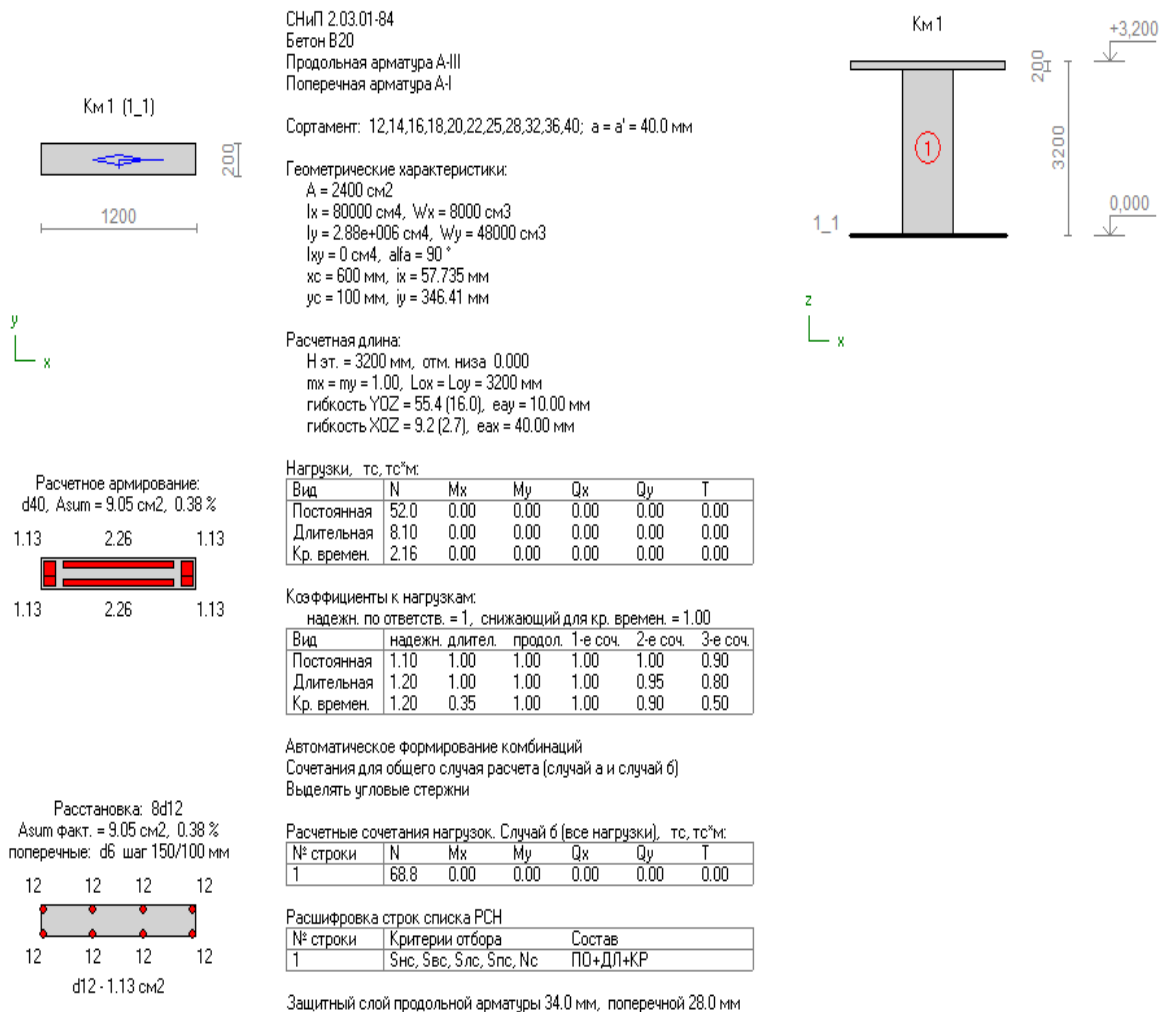 СНиП 2.03.01-84
Бетон В20
Продольная арматура А-III
Поперечная арматура А-I
Сортамент: 12,14,16,18,20,22,25,28,32,36,40; a = a' = 40.0 мм
Геометрические характеристики:
A = 2400 см2
Ix = 80000 см4, Wx = 8000 см3
Iy = 2.88e+006 см4, Wy = 48000 см3
Ixy = 0 см4, alfa = 90 °
xc = 600 мм, ix = 57.735 мм
yc = 100 мм, iy = 346.41 мм
Расчетная длина:
Н эт. = 3200 мм, отм. низа 0.000
mx = my = 1.00, Lox = Loy = 3200 мм
гибкость YOZ = 55.4 (16.0), eay = 10.00 мм
гибкость XOZ = 9.2 (2.7), eax = 40.00 мм
Нагрузки, тс, тс*м:
Вид N Mx My Qx Qy T
Постоянная 52.0 0.00 0.00 0.00 0.00 0.00
Длительная 8.10 0.00 0.00 0.00 0.00 0.00
Кр. времен. 2.16 0.00 0.00 0.00 0.00 0.00
Коэффициенты к нагрузкам:
надежн. по ответств. = 1, снижающий для кр. времен. = 1.00
Вид надежн. длител. продол. 1-е соч. 2-е соч. 3-е соч.
Постоянная 1.10 1.00 1.00 1.00 1.00 0.90
Длительная 1.20 1.00 1.00 1.00 0.95 0.80
Кр. времен. 1.20 0.35 1.00 1.00 0.90 0.50
Автоматическое формирование комбинаций
Сочетания для общего случая расчета (случай а и случай б)
Выделять угловые стержни
Расчетные сочетания нагрузок. Случай б (все нагрузки), тс, тс*м:
№ строки N Mx My Qx Qy T
1 68.8 0.00 0.00 0.00 0.00 0.00
Расшифровка строк списка РСН
№ строки Критерии отбора Состав
1 Sнс, Sвс, Sлс, Sпс, Nc ПО+ДЛ+КР
Защитный слой продольной арматуры 34.0 мм, поперечной 28.0 мм
Км 1 (1_1)
200
1200
y
x
Расчетное армирование:
d40, Asum = 9.05 см2, 0.38 %
1.13 2.26 1.13
1.13 2.26 1.13
Расстановка: 8d12
Asum факт. = 9.05 см2, 0.38 %
поперечные: d6 шаг 150/100 мм
12 12 12 12
12 12 12 12
d12 - 1.13 см2
Км 1
+3,200
200
1
3200
0,000
1_1
z
x